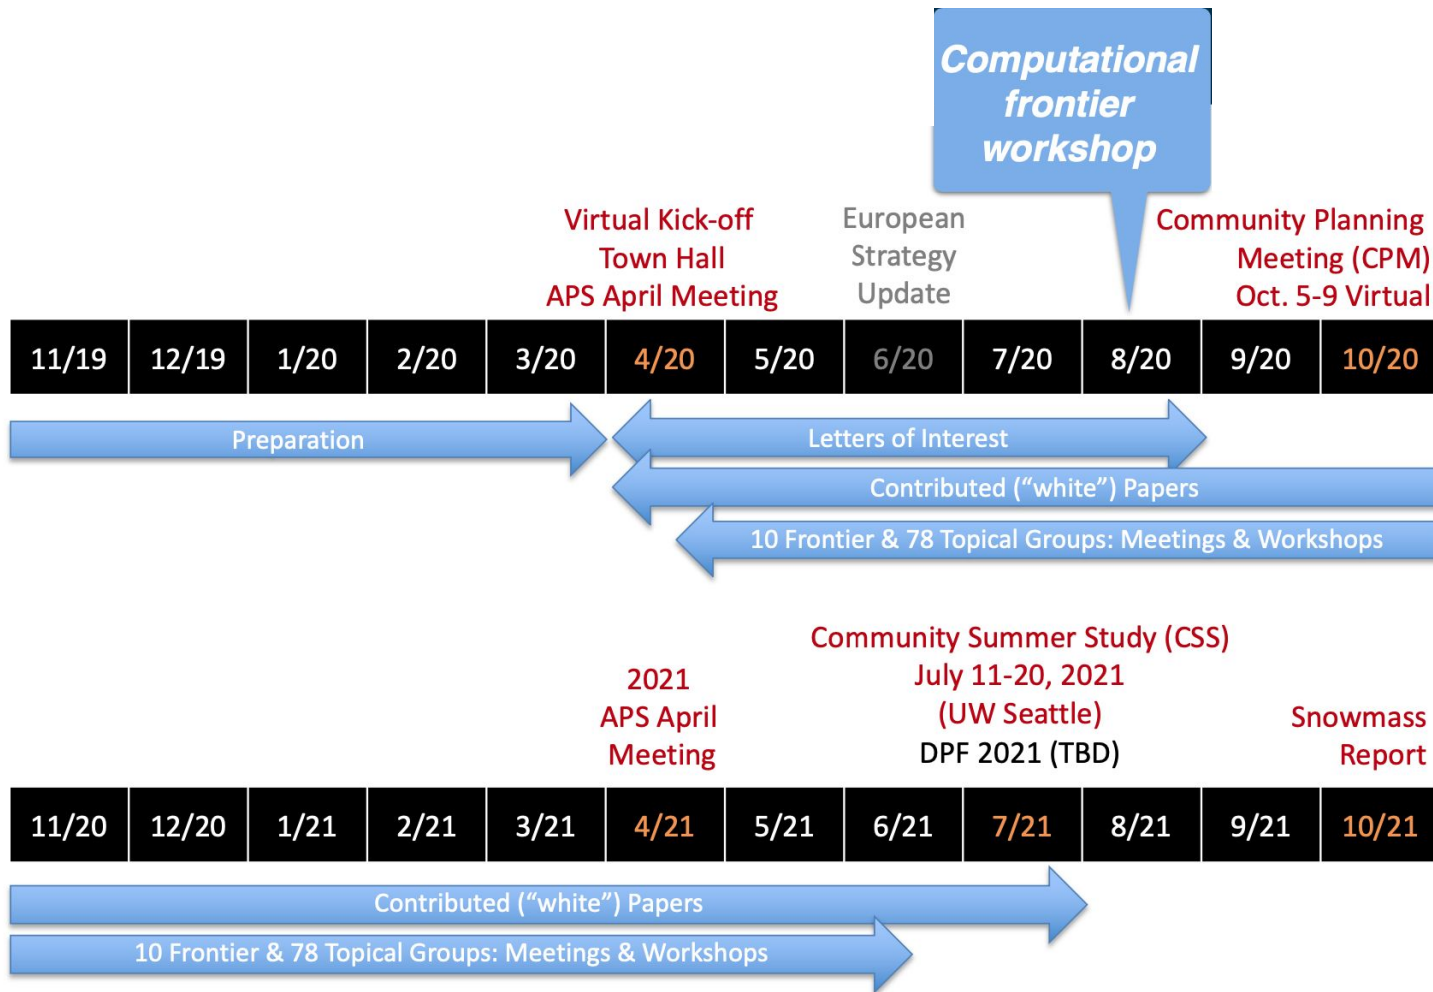 Computational
frontier
workshop
Virtual Kick-off
Town Hall
APS April Meeting
European
Strategy
Update
Community Planning
Meeting (CPM)
Oct. 5-9 Virtual
11/19 12/19 1/20 2/20 3/20 4/20 5/20 6/20 7/20 8/20 9/20 10/20
Preparation
Letters of Interest
Contributed (“white”) Papers
10 Frontier & 78 Topical Groups: Meetings & Workshops
2021
APS April
Meeting
Community Summer Study (CSS)
July 11-20, 2021
(UW Seattle)
DPF 2021 (TBD)
Snowmass
Report
11/20 12/20 1/21 2/21 3/21 4/21 5/21 6/21 7/21 8/21 9/21 10/21
Contributed (“white”) Papers
10 Frontier & 78 Topical Groups: Meetings & Workshops